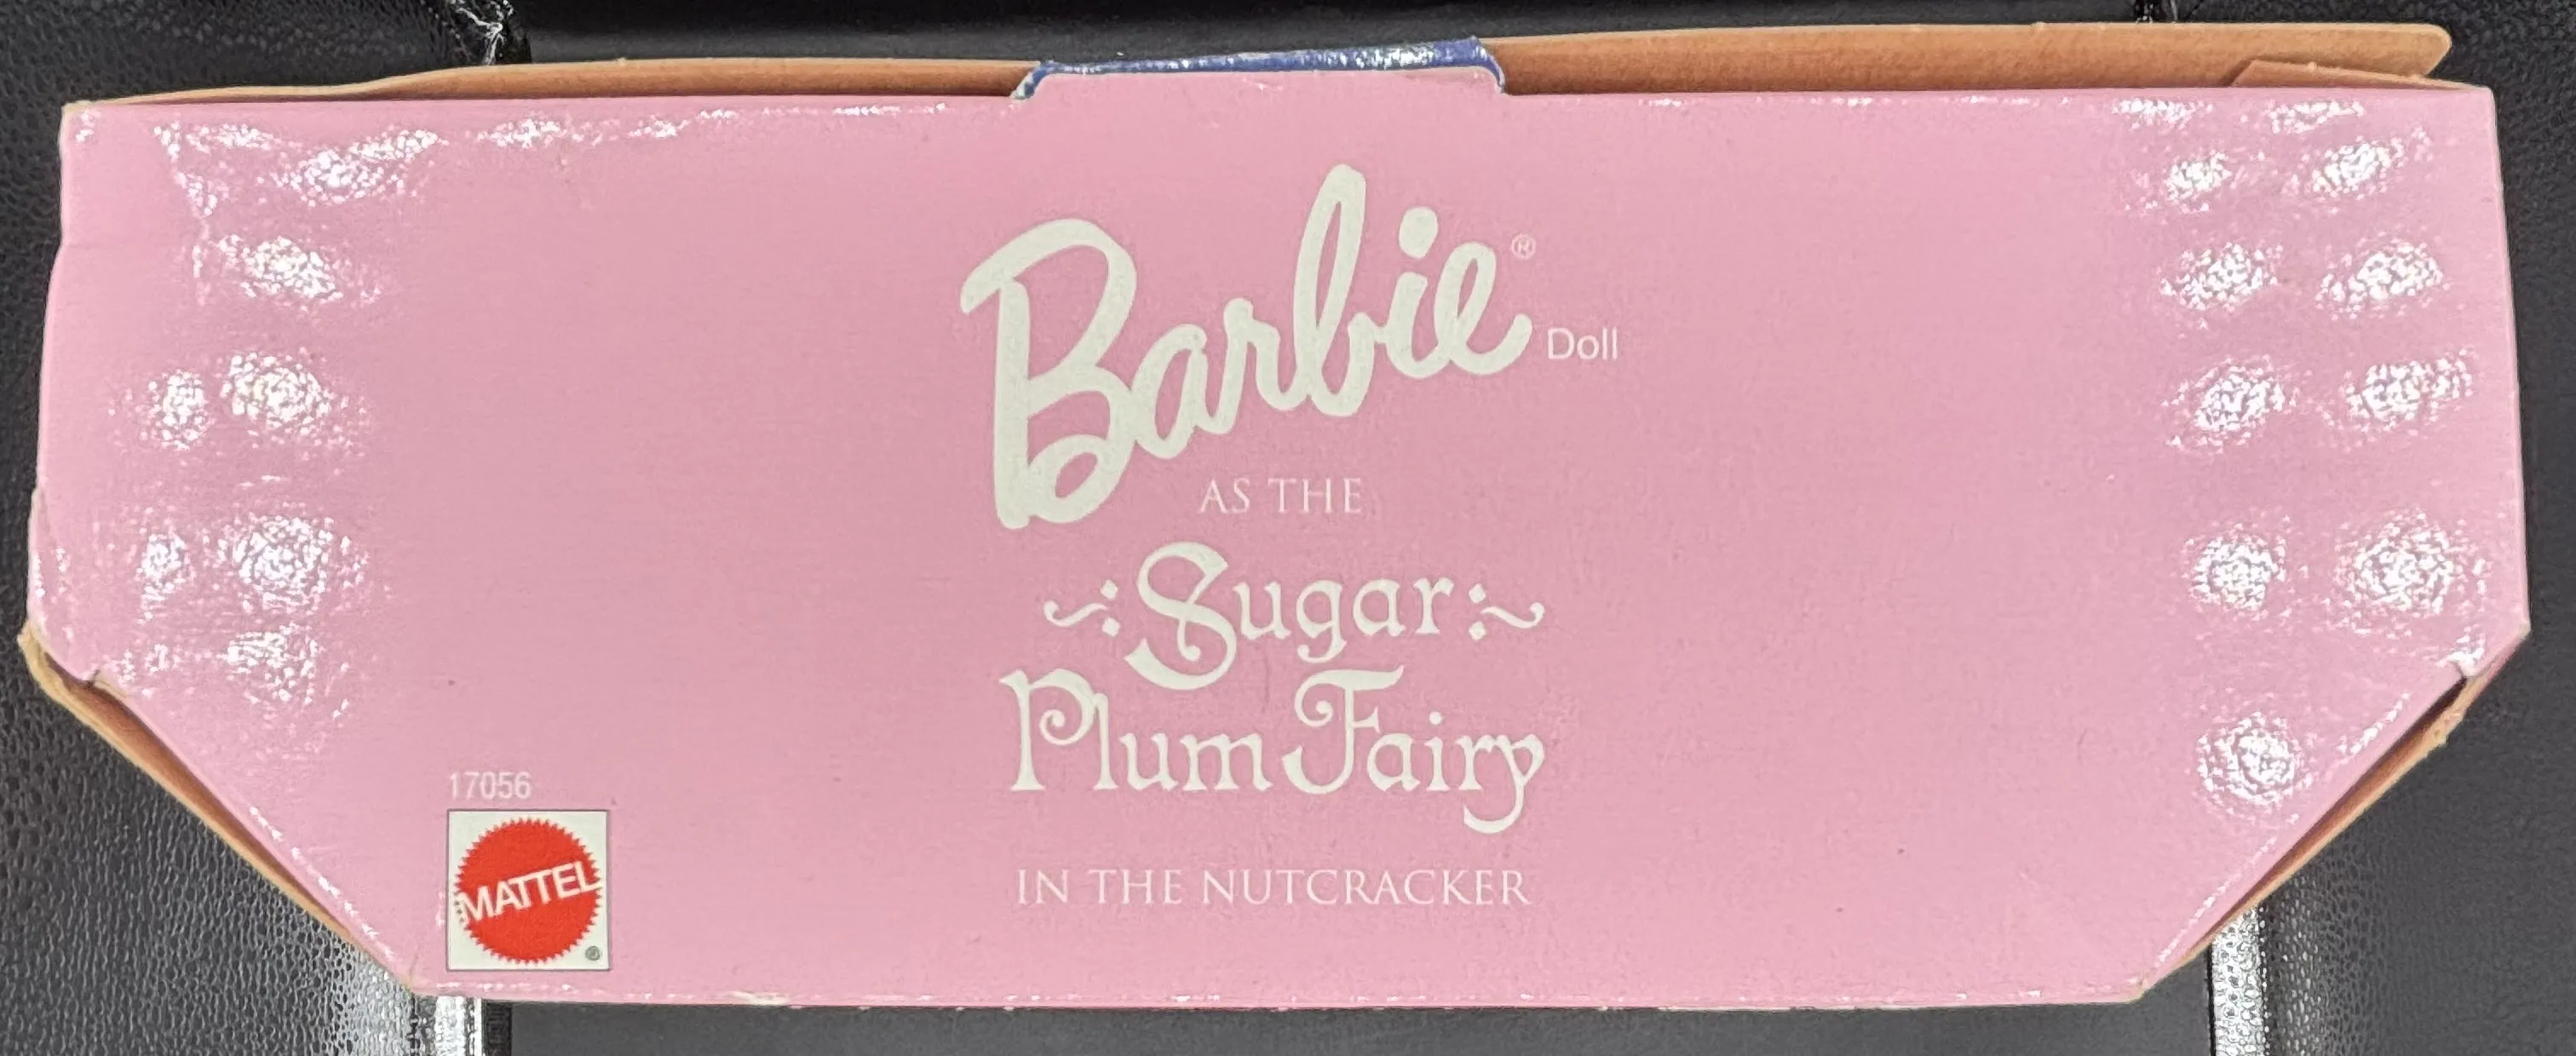 Barbie® Doll
AS THE
Sugar
Plum Fairy
IN THE NUTCRACKER
17056
MATTEL®